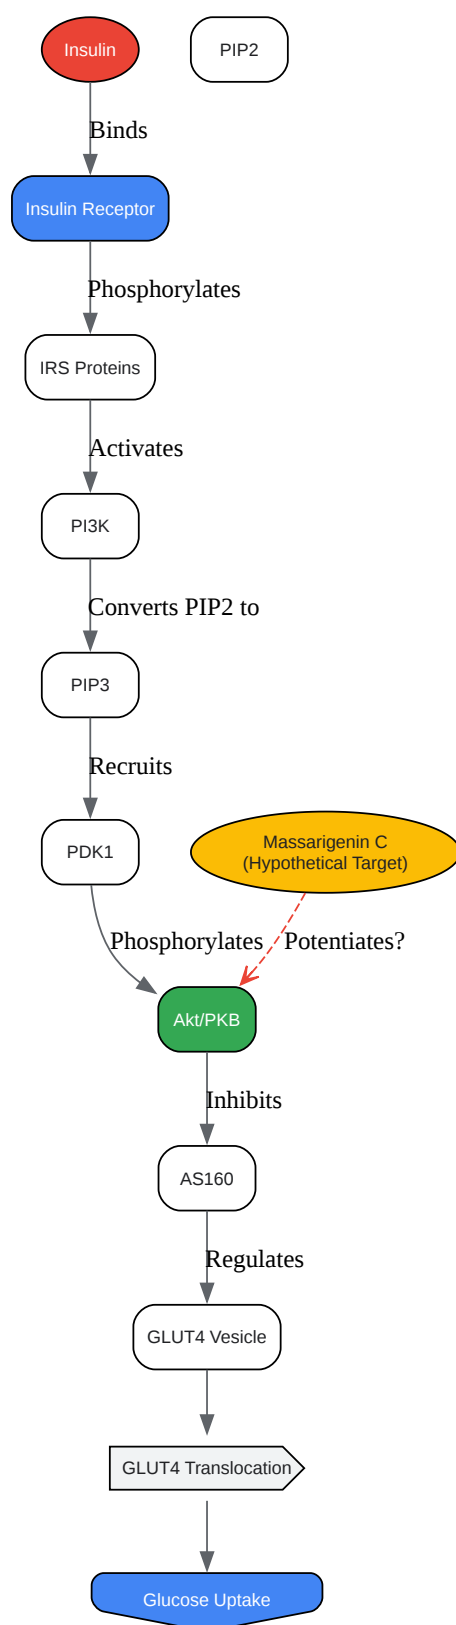 Insulin
PIP2
Binds
Insulin Receptor
Phosphorylates
IRS Proteins
Activates
PI3K
Converts PIP2 to
PIP3
Recruits
PDK1
Massarigenin C
(Hypothetical Target)
Phosphorylates
Potentiates?
Akt/PKB
Inhibits
AS160
Regulates
GLUT4 Vesicle
GLUT4 Translocation
Glucose Uptake